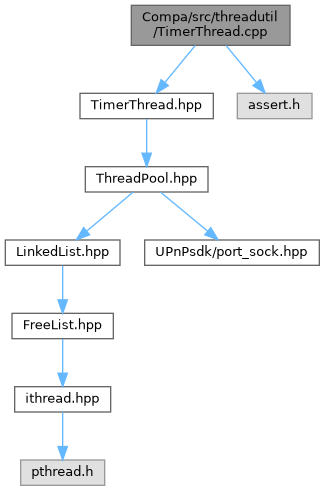 Compa/src/threadutil
/TimerThread.cpp
TimerThread.hpp
assert.h
ThreadPool.hpp
LinkedList.hpp
UPnPsdk/port_sock.hpp
FreeList.hpp
ithread.hpp
pthread.h